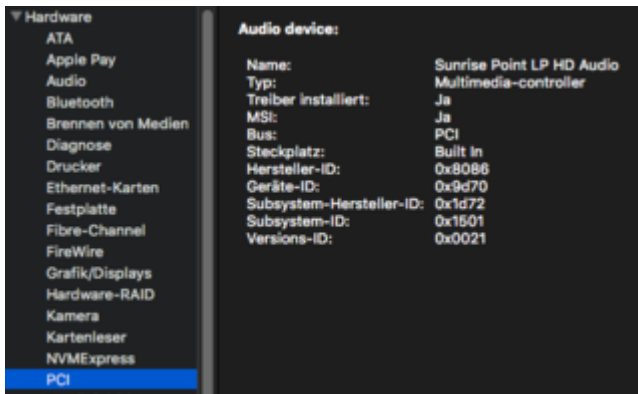 Hardware
ATA
Apple Pay
Audio
Bluetooth
Brennen von Medien
Diagnose
Drucker
Ethernet-Karten
Festplatte
Fibre-Channel
FireWire
Grafik/Displays
Hardware-RAID
Kamera
Kartenleser
NVMExpress
PCI
Audio device:
Name: Sunrise Point LP HD Audio
Typ: Multimedia-controller
Treiber installiert: Ja
MSI: Ja
Bus: PCI
Steckplatz: Built In
Hersteller-ID: 0x8086
Geräte-ID: 0x9d70
Subsystem-Hersteller-ID: 0x1d72
Subsystem-ID: 0x1501
Versions-ID: 0x0021